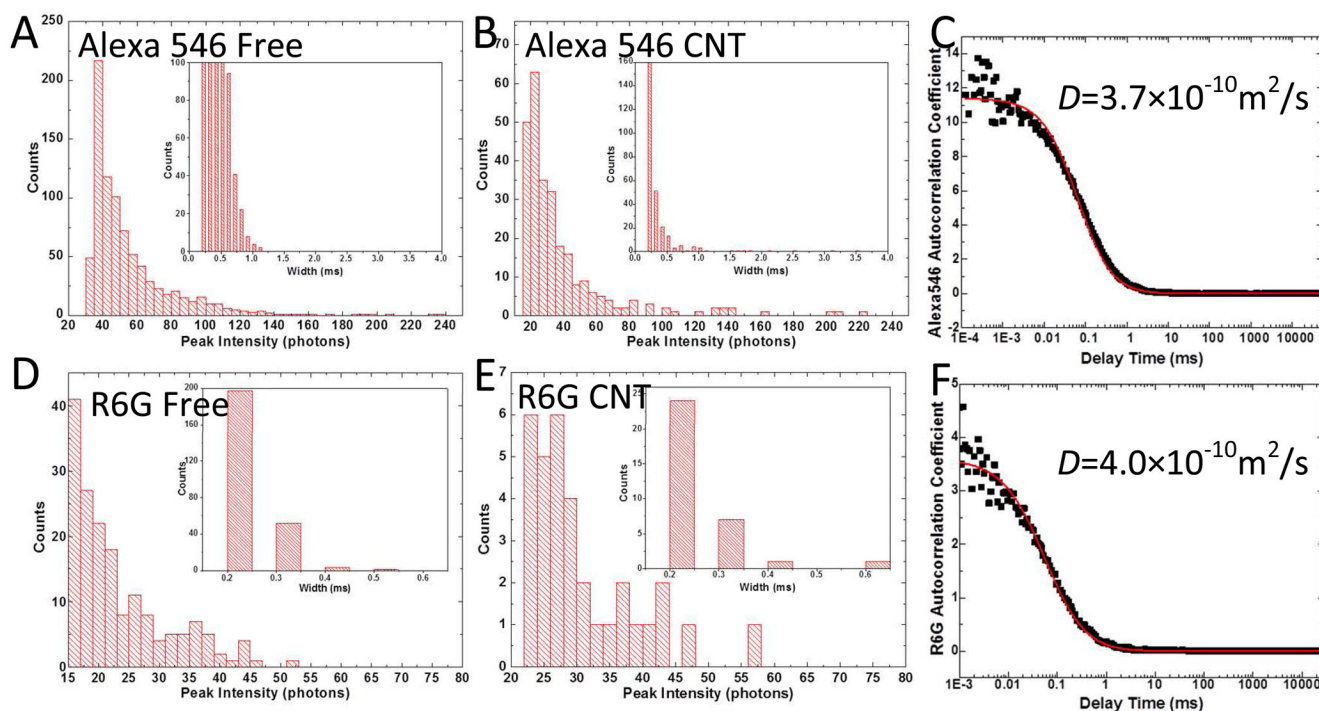 A
Alexa 546 Free
250
200
150
100
50
0
Counts
20 40 60 80 100 120 140 160 180 200 220 240
Peak Intensity (photons)
100
80
60
40
20
0
Counts
0.0 0.5 1.0 1.5 2.0 2.5 3.0 3.5 4.0
Width (ms)
B
Alexa 546 CNT
70
60
50
40
30
20
10
0
Counts
20 40 60 80 100 120 140 160 180 200 220 240
Peak Intensity (photons)
160
140
120
100
80
60
40
20
0
Counts
0.0 0.5 1.0 1.5 2.0 2.5 3.0 3.5 4.0
Width (ms)
C
D=3.7×10⁻¹⁰m²/s
14
12
10
8
6
4
2
0
-2
Alexa546 Autocorrelation Coefficient
1E-4 1E-3 0.01 0.1 1 10 100 1000 10000
Delay Time (ms)
D
R6G Free
40
30
20
10
0
Counts
15 20 25 30 35 40 45 50 55 60 65 70 75 80
Peak Intensity (photons)
200
160
120
80
40
0
Counts
0.2 0.3 0.4 0.5 0.6
Width (ms)
E
R6G CNT
7
6
5
4
3
2
1
0
Counts
20 25 30 35 40 45 50 55 60 65 70 75 80
Peak Intensity (photons)
25
20
15
10
5
0
Counts
0.2 0.3 0.4 0.5 0.6
Width (ms)
F
D=4.0×10⁻¹⁰m²/s
5
4
3
2
1
0
R6G Autocorrelation Coefficient
1E-3 0.01 0.1 1 10 100 1000 10000
Delay Time (ms)